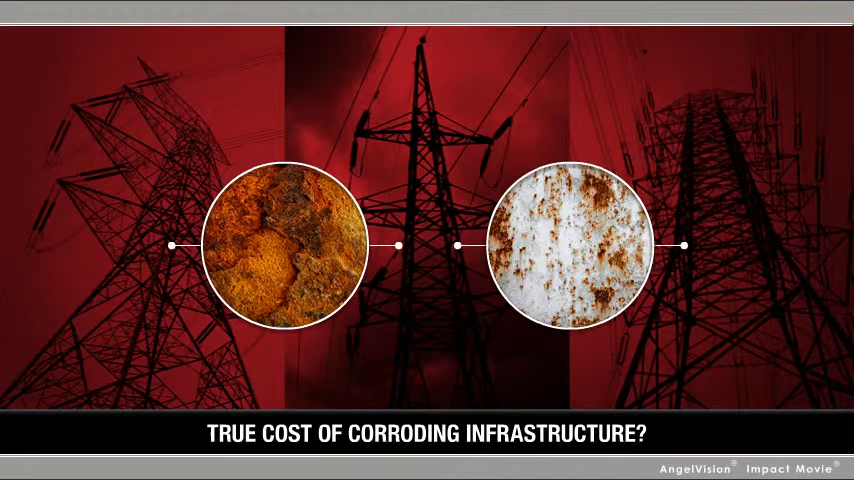 TRUE COST OF CORRODING INFRASTRUCTURE?
AngelVision® Impact Movie®